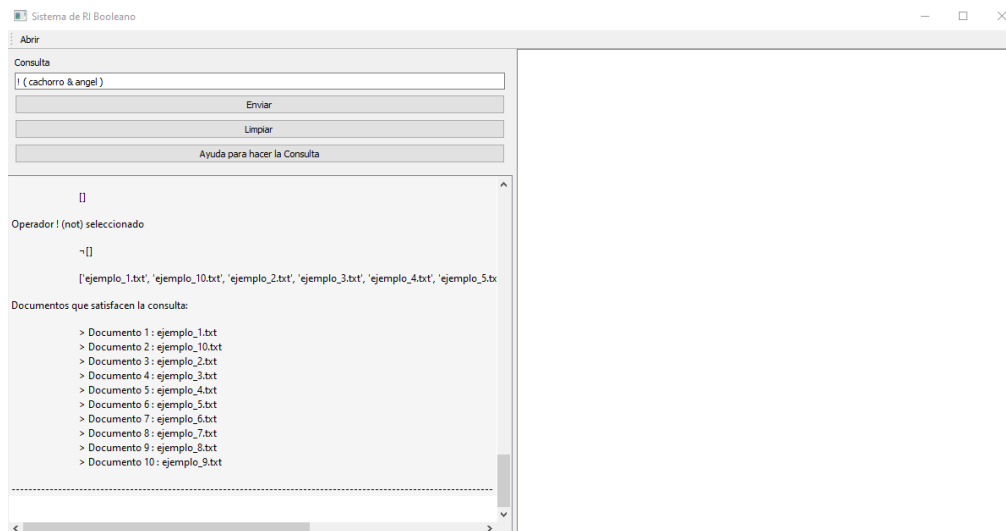 Sistema de RI Booleano
Abrir
Consulta
! ( cachorro & angel )
Enviar
Limpiar
Ayuda para hacer la Consulta
[]
Operador ! (not) seleccionado
¬[]
['ejemplo_1.txt', 'ejemplo_10.txt', 'ejemplo_2.txt', 'ejemplo_3.txt', 'ejemplo_4.txt', 'ejemplo_5.tx
Documentos que satisfacen la consulta:
> Documento 1 : ejemplo_1.txt
> Documento 2 : ejemplo_10.txt
> Documento 3 : ejemplo_2.txt
> Documento 4 : ejemplo_3.txt
> Documento 5 : ejemplo_4.txt
> Documento 6 : ejemplo_5.txt
> Documento 7 : ejemplo_6.txt
> Documento 8 : ejemplo_7.txt
> Documento 9 : ejemplo_8.txt
> Documento 10 : ejemplo_9.txt